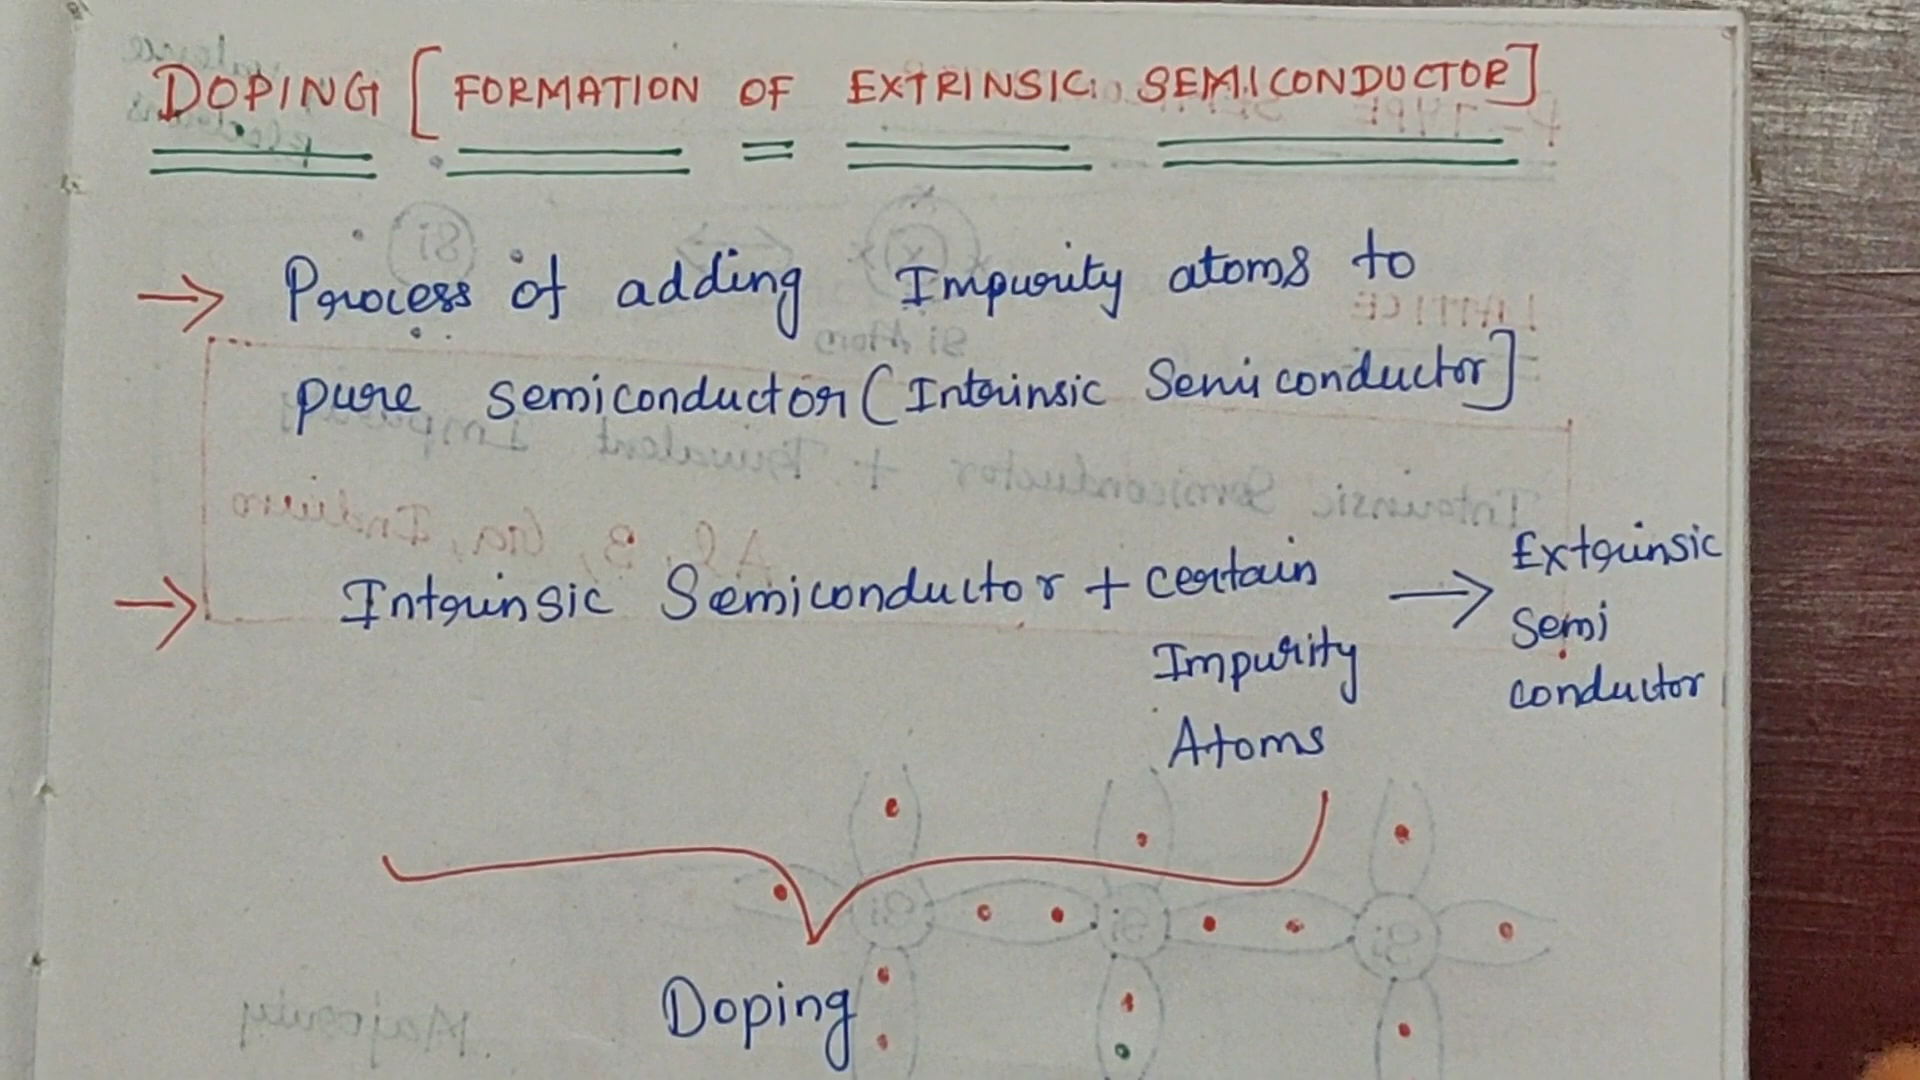 DOPING [FORMATION OF EXTRINSIC SEMICONDUCTOR]
→ Process of adding Impurity atoms to
pure semiconductor (Intrinsic Semiconductor]
→ Intrinsic Semiconductor + certain Impurity Atoms → Extrinsic Semi conductor
Doping